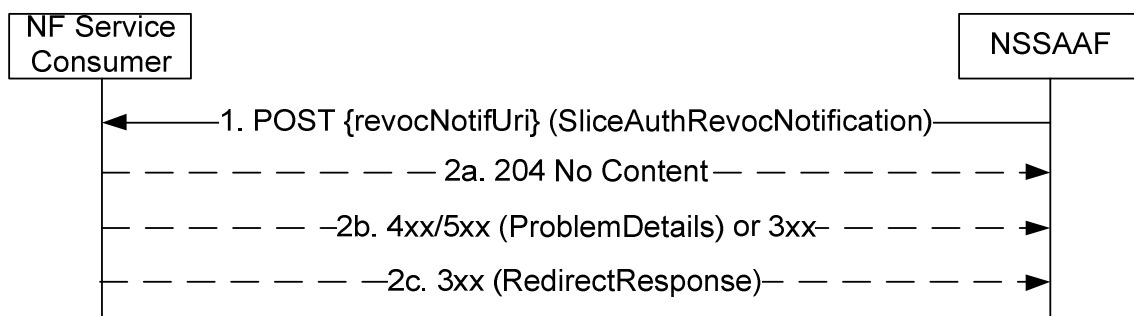 NF Service
Consumer
NSSAAF
1. POST {revocNotifUri} (SliceAuthRevocNotification)
2a. 204 No Content
2b. 4xx/5xx (ProblemDetails) or 3xx
2c. 3xx (RedirectResponse)